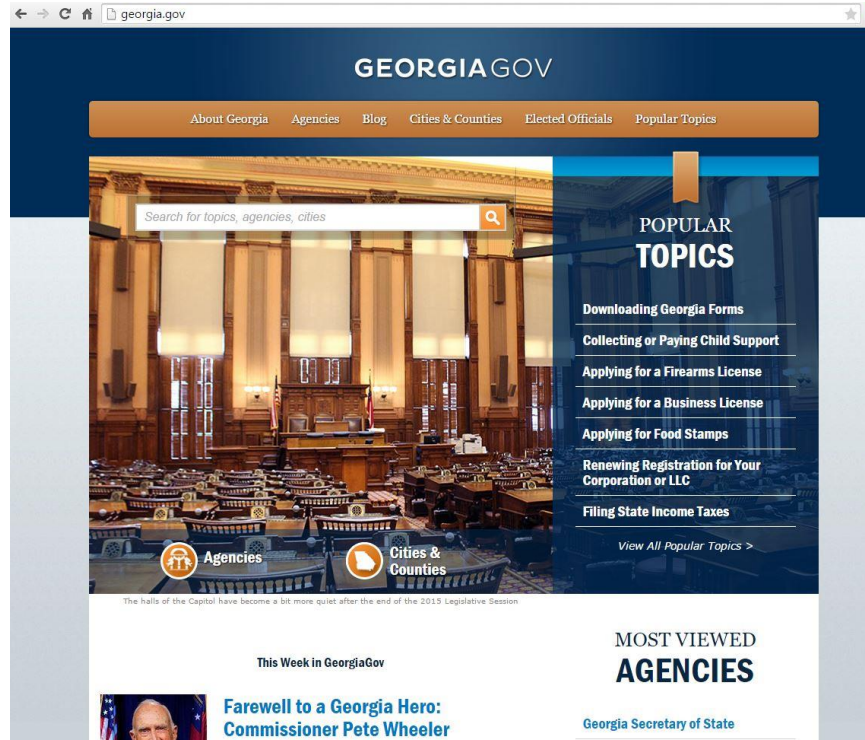 georgia.gov
GEORGIAGOV
About Georgia Agencies Blog Cities & Counties Elected Officials Popular Topics
Search for topics, agencies, cities
POPULAR
TOPICS
Downloading Georgia Forms
Collecting or Paying Child Support
Applying for a Firearms License
Applying for a Business License
Applying for Food Stamps
Renewing Registration for Your
Corporation or LLC
Filing State Income Taxes
View All Popular Topics >
Agencies
Cities &
Counties
The halls of the Capitol have become a bit more quiet after the end of the 2015 Legislative Session
This Week in GeorgiaGov
Farewell to a Georgia Hero:
Commissioner Pete Wheeler
MOST VIEWED
AGENCIES
Georgia Secretary of State